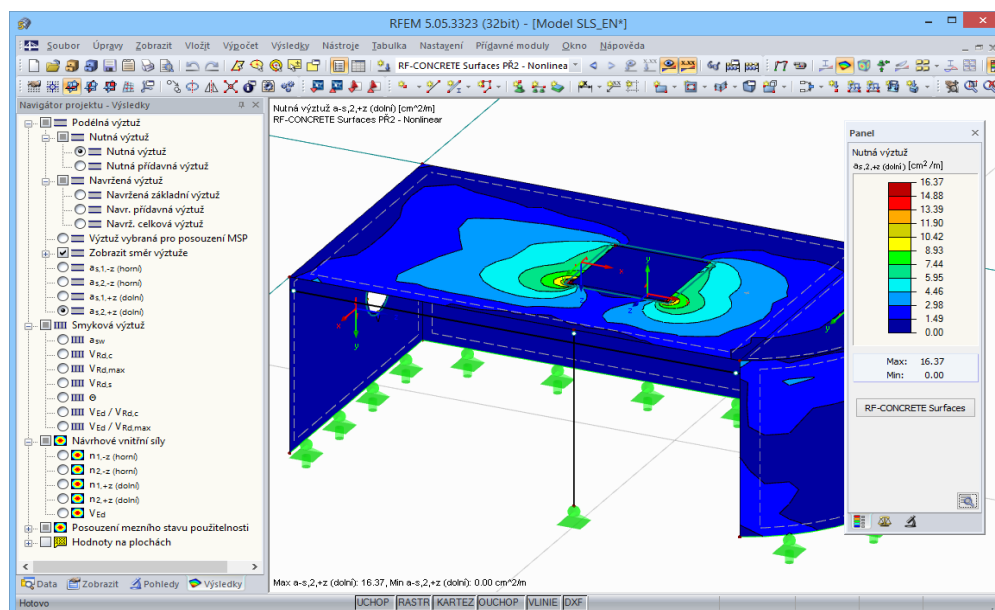 RFEM 5.05.3323 (32bit) - [Model SLS_EN*]
Soubor Úpravy Zobrazit Vložit Výpočet Výsledky Nástroje Tabulka Nastavení Přídavné moduly Okno Nápověda
RF-CONCRETE Surfaces PŘ2 - Nonlinea
Navigátor projektu - Výsledky
Podélná výztuž
Nutná výztuž
Nutná výztuž
Nutná přídavná výztuž
Navržená výztuž
Navržená základní výztuž
Navr. přídavná výztuž
Navrž. celková výztuž
Výztuž vybraná pro posouzení MSP
Zobrazit směr výztuže
as,1,-z (horní)
as,2,-z (horní)
as,1,+z (dolní)
as,2,+z (dolní)
Smyková výztuž
asw
VRd,c
VRd,max
VRd,s
Θ
VEd / VRd,c
VEd / VRd,max
Návrhové vnitřní síly
n1,-z (horní)
n2,-z (horní)
n1,+z (dolní)
n2,+z (dolní)
VEd
Posouzení mezního stavu použitelnosti
Hodnoty na plochách
Data Zobrazit Pohledy Výsledky
Nutná výztuž a-s,2,+z (dolní) [cm^2/m]
RF-CONCRETE Surfaces PŘ2 - Nonlinear
x
y
z
x
y
z
x
y
y
Max a-s,2,+z (dolní): 16.37, Min a-s,2,+z (dolní): 0.00 cm^2/m
Panel
Nutná výztuž
as,2,+z (dolní) [cm²/m]
16.37
14.88
13.39
11.90
10.42
8.93
7.44
5.95
4.46
2.98
1.49
0.00
Max: 16.37
Min: 0.00
RF-CONCRETE Surfaces
Hotovo
UCHOP RASTR KARTEZ OUCHOP VLINIE DXF